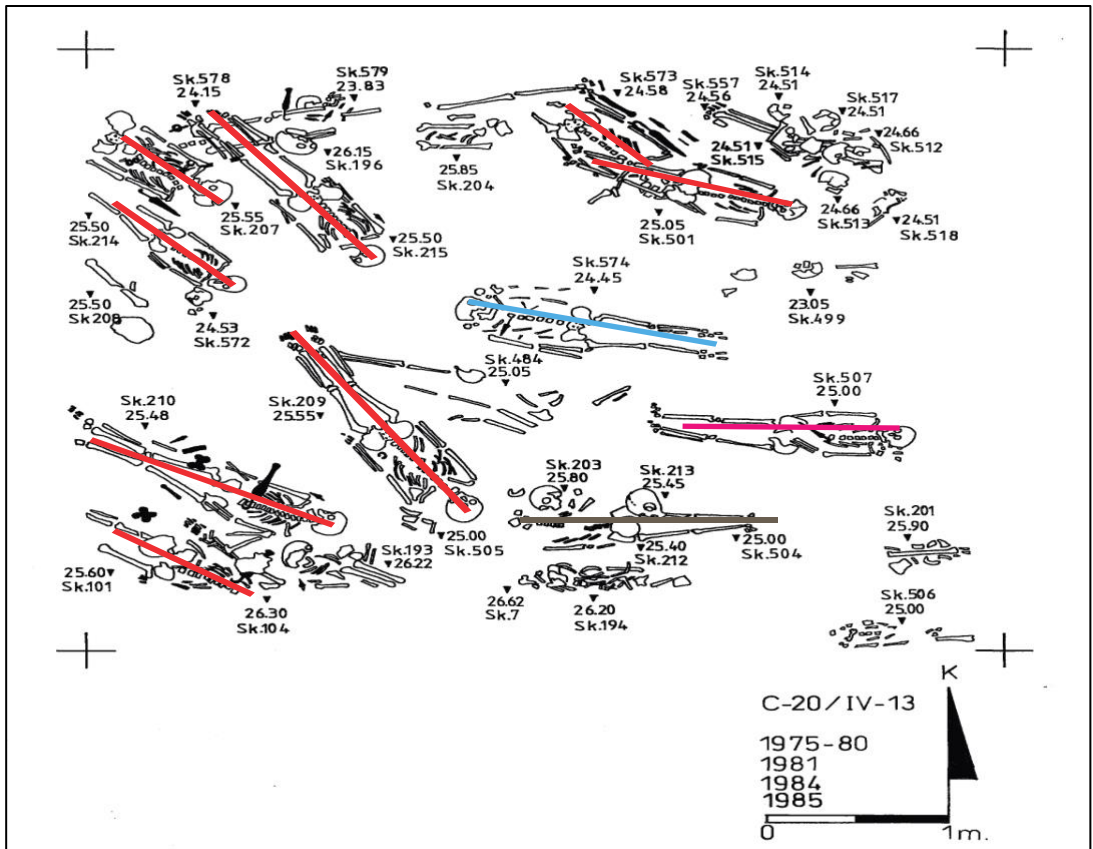 Sk.578
24.15
Sk.579
23.83
Sk.573
24.58
Sk.557
24.56
Sk.514
24.51
Sk.517
24.51
24.66
Sk.512
26.15
Sk.196
25.85
Sk.204
24.51
Sk.515
25.55
Sk.207
25.50
Sk.214
25.50
Sk.215
25.05
Sk.501
24.66
Sk.513
24.51
Sk.518
25.50
Sk208
24.53
Sk.572
Sk.574
24.45
23.05
Sk.499
Sk.484
25.05
Sk.507
25.00
Sk.210
25.48
Sk.209
25.55
Sk.203
25.80
Sk.213
25.45
Sk.201
25.90
25.00
Sk.505
Sk.193
26.22
25.40
Sk.212
25.00
Sk.504
25.60
Sk.101
26.30
Sk.104
26.62
Sk.7
26.20
Sk.194
Sk.506
25.00
K
C-20/IV-13
1975-80
1981
1984
1985
0 1m.